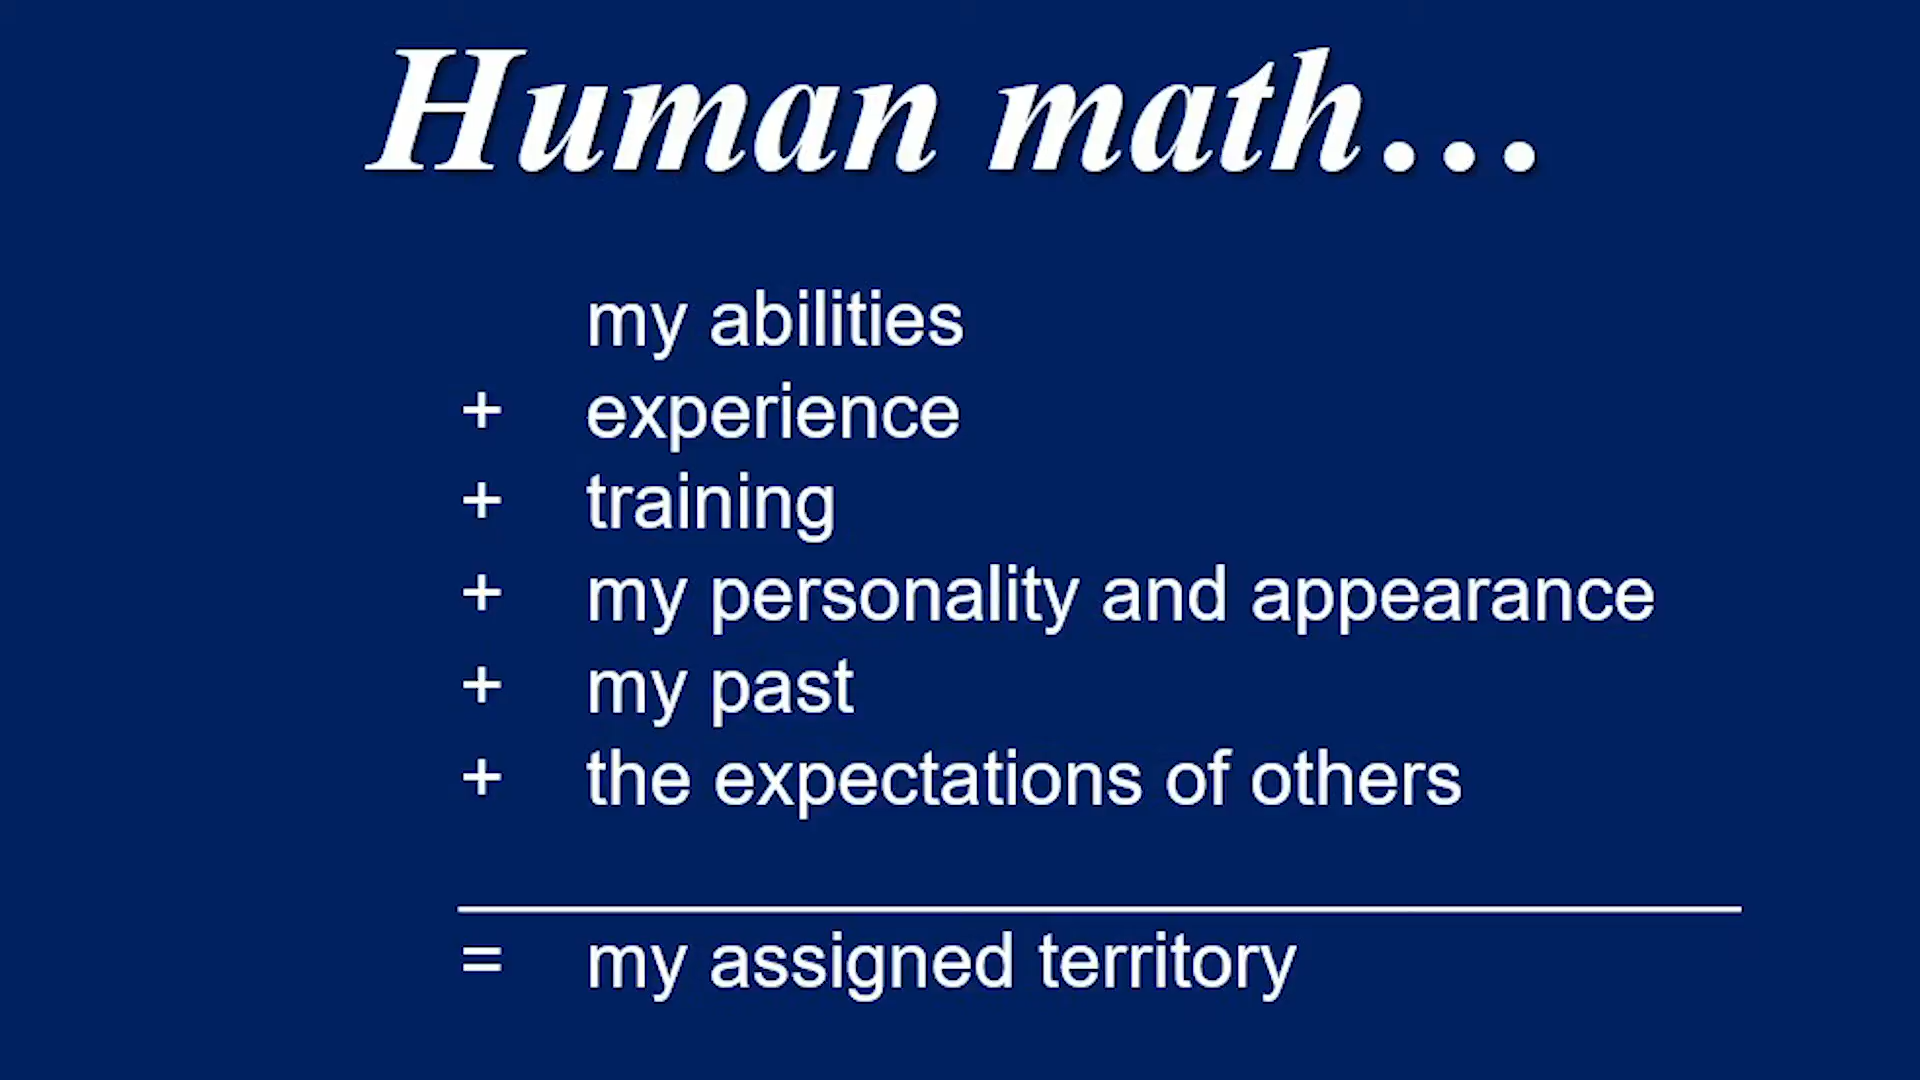 Human math...
my abilities
+ experience
+ training
+ my personality and appearance
+ my past
+ the expectations of others
= my assigned territory